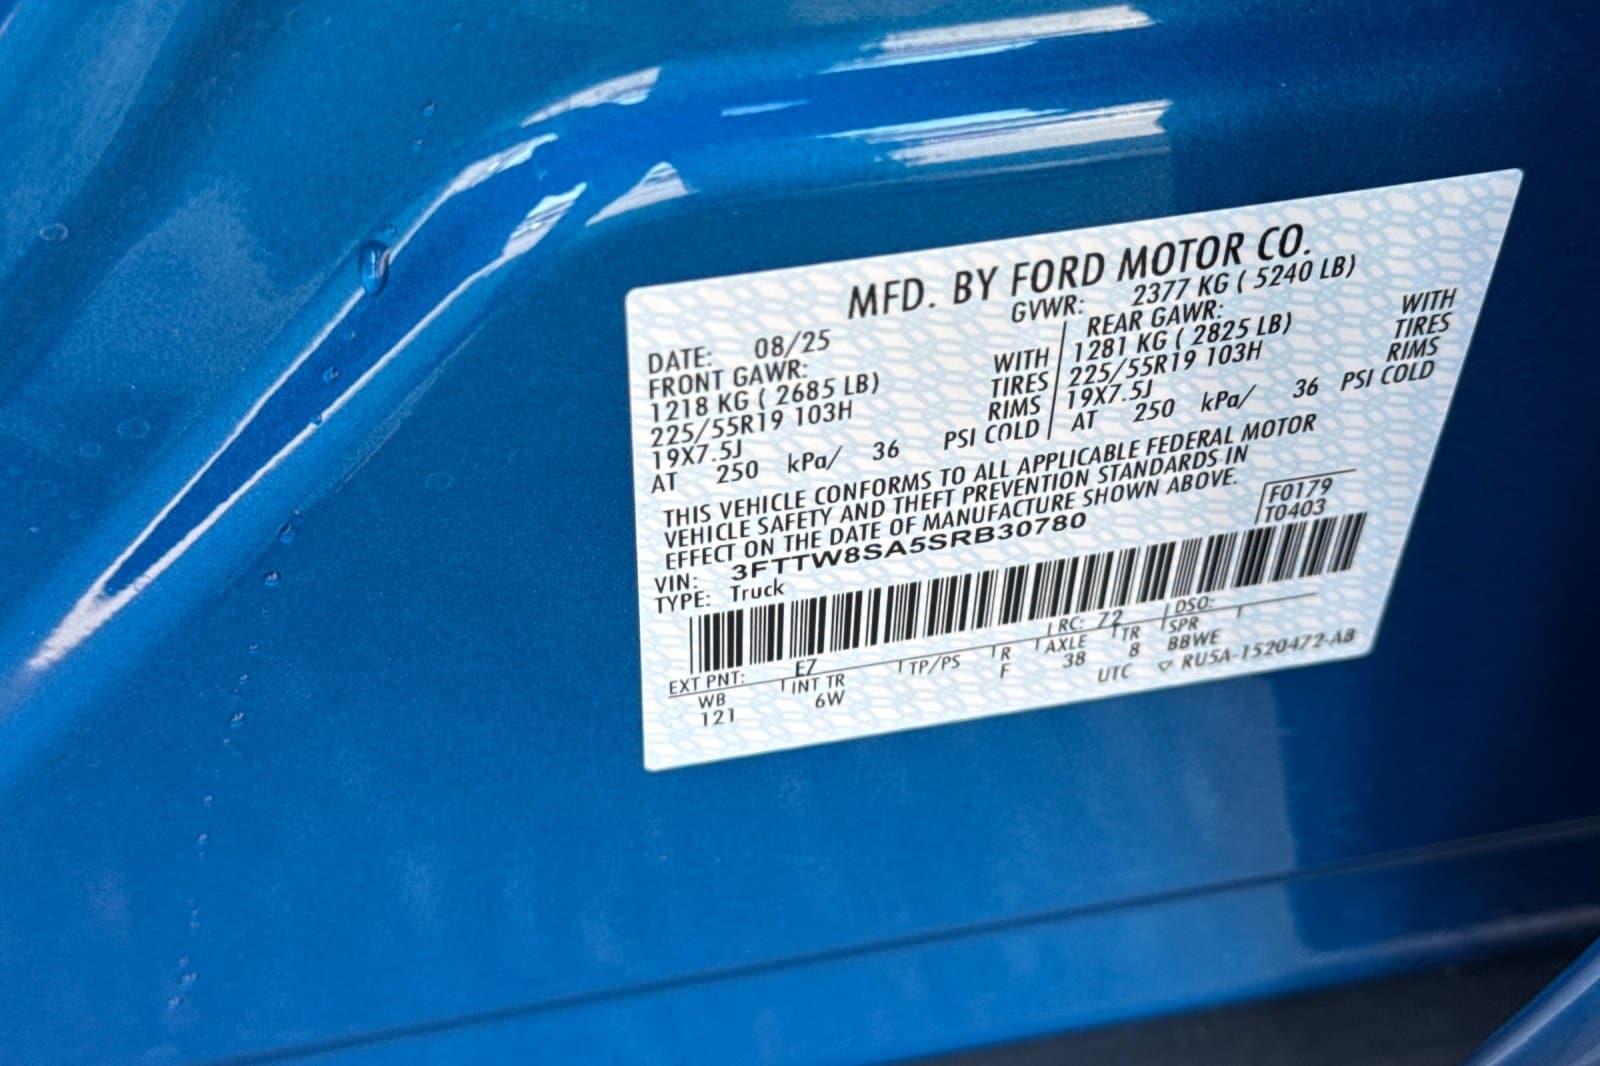 MFD. BY FORD MOTOR CO.
DATE: 08/25 GVWR: 2377 KG ( 5240 LB)
FRONT GAWR: REAR GAWR:
1218 KG ( 2685 LB) WITH 1281 KG ( 2825 LB) WITH
225/55R19 103H TIRES 225/55R19 103H TIRES
19X7.5J RIMS 19X7.5J RIMS
AT 250 kPa/ 36 PSI COLD AT 250 kPa/ 36 PSI COLD
THIS VEHICLE CONFORMS TO ALL APPLICABLE FEDERAL MOTOR
VEHICLE SAFETY AND THEFT PREVENTION STANDARDS IN
EFFECT ON THE DATE OF MANUFACTURE SHOWN ABOVE.
F0179
T0403
VIN: 3FTTW8SA5SRB30780
TYPE: Truck
EXT PNT: EZ RC: 72 DSO:
WB INT TR TP/PS R AXLE TR SPR
121 6W F 38 8 BBWE
UTC ▽ RU5A-1520472-AB